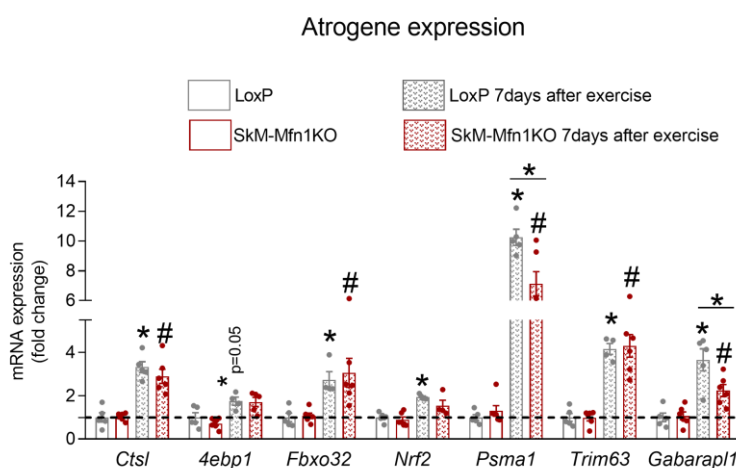 Atrogene expression
LoxP
LoxP 7days after exercise
SkM-Mfn1KO
SkM-Mfn1KO 7days after exercise
mRNA expression
(fold change)
14
12
10
8
6
4
2
0
* # * p=0.05 * # * * # * * # * # *
Ctsl 4ebp1 Fbxo32 Nrf2 Psma1 Trim63 Gabarapl1